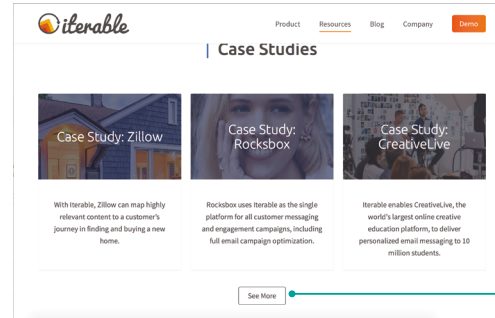 iterable
Product Resources Blog Company Demo
Case Studies
Case Study: Zillow
With Iterable, Zillow can map highly
relevant content to a customer's
journey in finding and buying a new
home.
Case Study:
Rocksbox
Rocksbox uses Iterable as the single
platform for all customer messaging
and engagement campaigns, including
full email campaign optimization.
Case Study:
CreativeLive
Iterable enables CreativeLive, the
world's largest online creative
education platform, to deliver
personalized email messaging to 10
million students.
See More